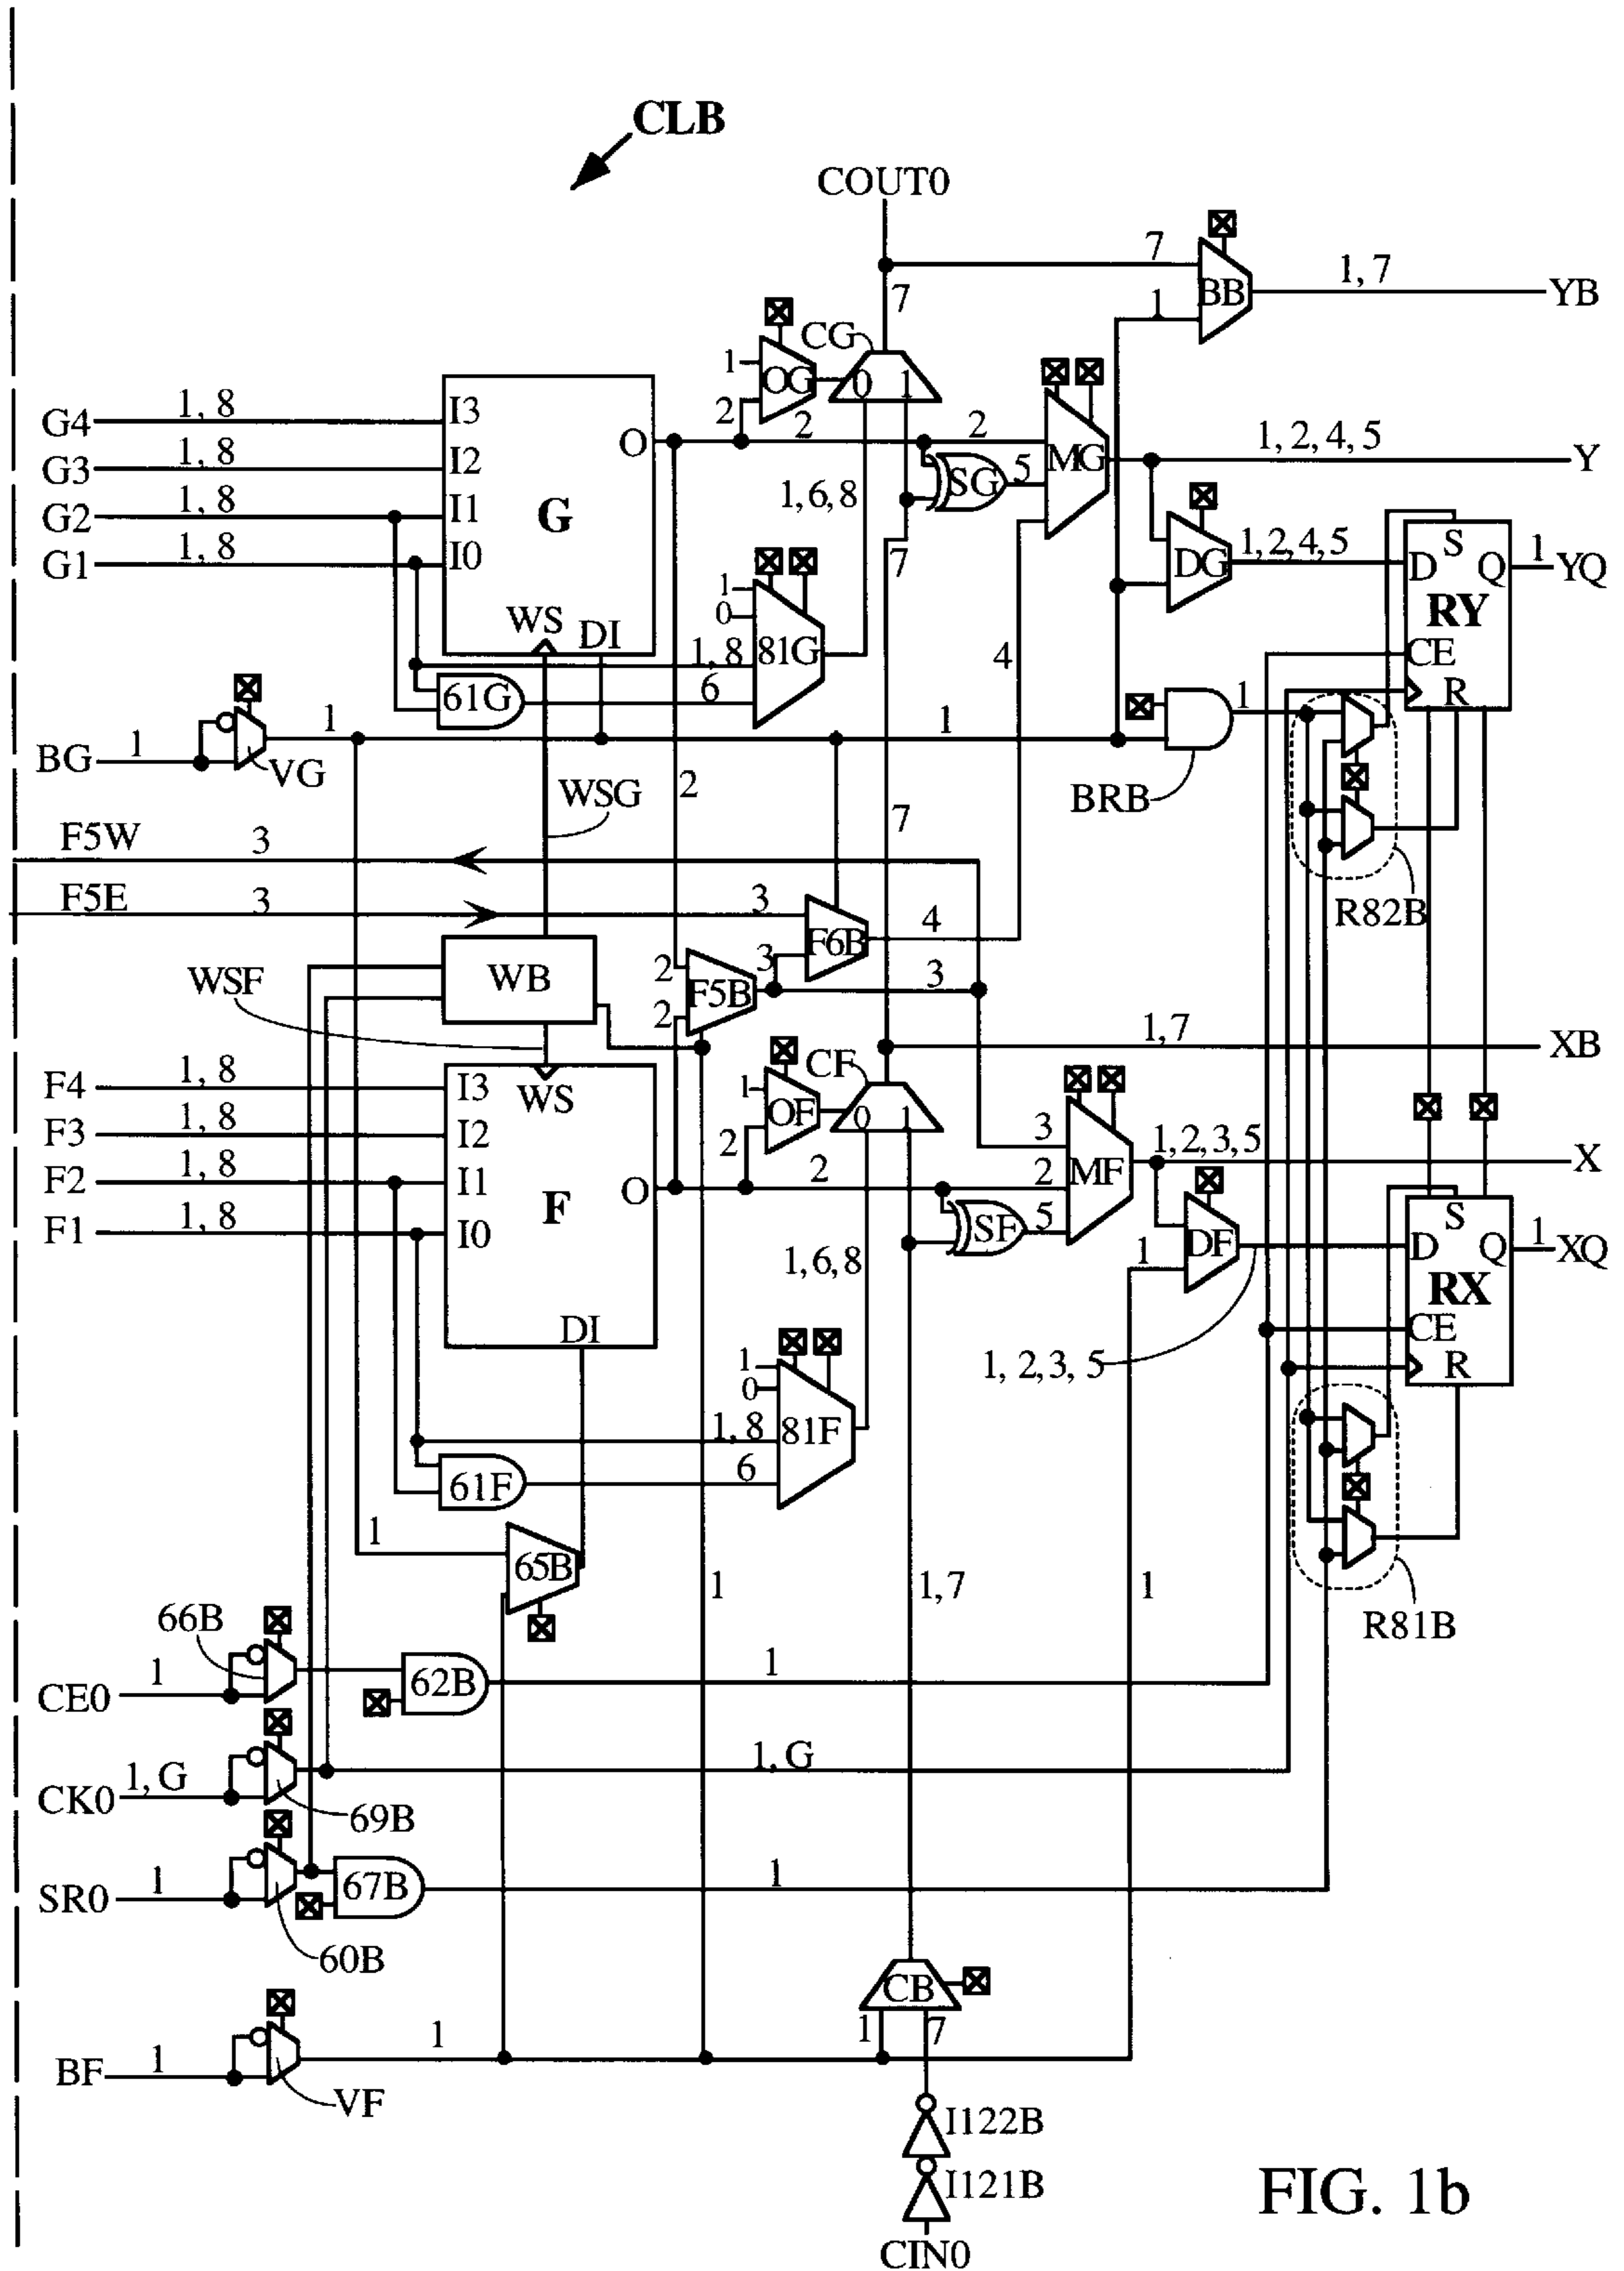 CLB
COUT0
7
BB
1, 7
YB
7
1
CG
1
OG
0
1
2
2
2
MG
1, 2, 4, 5
Y
G4
1, 8
I3
G3
1, 8
I2
O
G2
1, 8
I1
G
G1
1, 8
I0
WS
DI
SG
5
1, 6, 8
7
DG
1, 2, 4, 5
D
S
Q
1
YQ
RY
CE
R
1
0
1, 8
81G
6
61G
4
BG
1
VG
1
1
1
BRB
WSG
2
7
R82B
F5W
3
F5E
3
3
F6B
4
WB
WSF
2
F5B
3
3
2
1, 7
XB
CF
1
OF
0
1
2
2
3
2
MF
1, 2, 3, 5
X
F4
1, 8
I3
WS
F3
1, 8
I2
F2
1, 8
I1
F
O
F1
1, 8
I0
DI
SF
5
1, 6, 8
DF
1
D
S
Q
1
XQ
RX
CE
R
1, 2, 3, 5
1
0
1, 8
81F
6
61F
1
65B
1
1, 7
1
R81B
66B
CE0
1
62B
1
CK0
1, G
69B
1, G
SR0
1
67B
1
60B
BF
1
VF
1
CB
1
7
I122B
I121B
CIN0
FIG. 1b